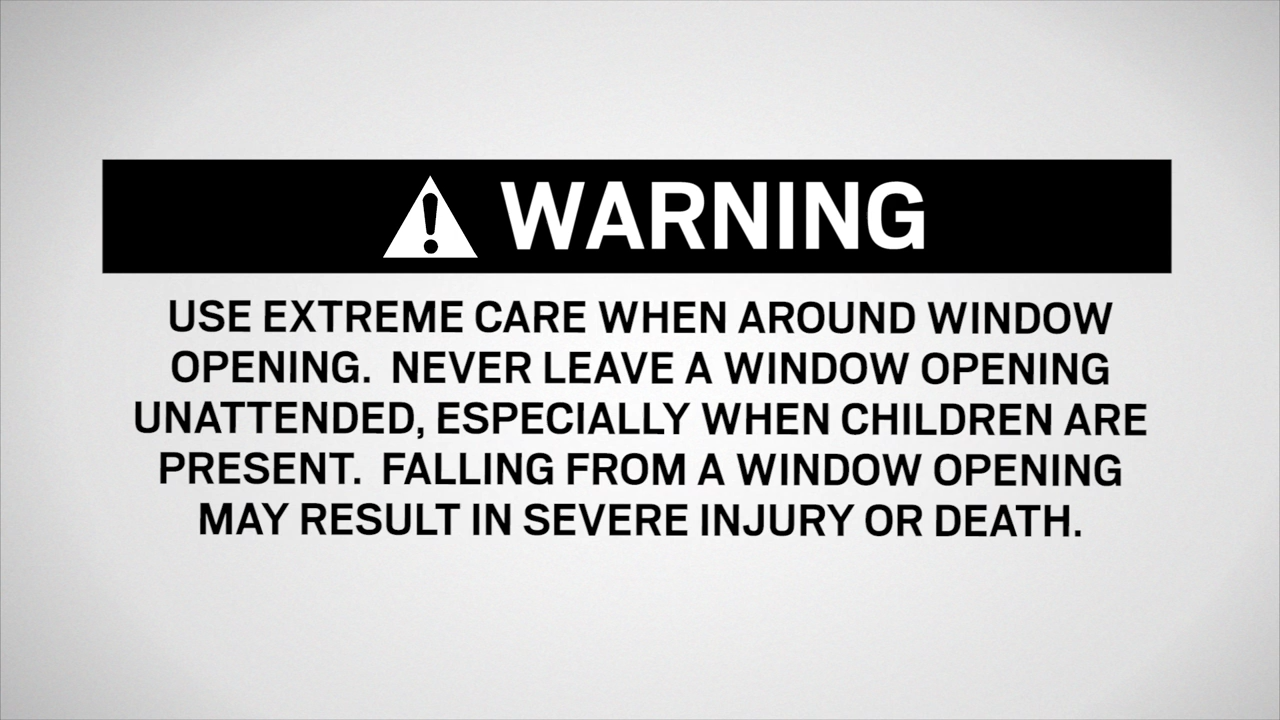 WARNING
USE EXTREME CARE WHEN AROUND WINDOW
OPENING.  NEVER LEAVE A WINDOW OPENING
UNATTENDED, ESPECIALLY WHEN CHILDREN ARE
PRESENT.  FALLING FROM A WINDOW OPENING
MAY RESULT IN SEVERE INJURY OR DEATH.